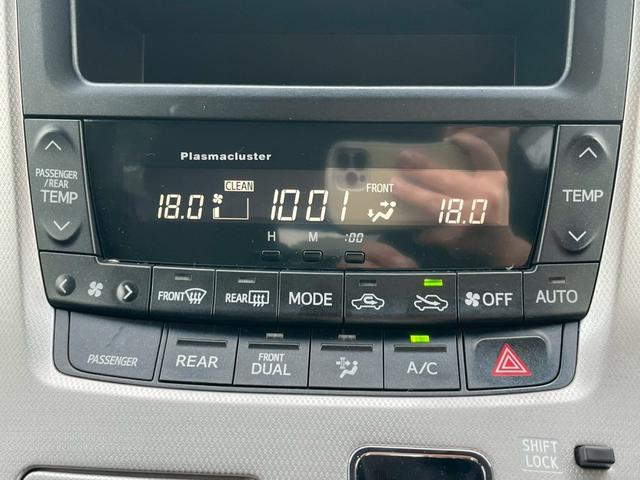 Plasmacluster
CLEAN
FRONT
18.0 1001 18.0
PASSENGER
/REAR
TEMP
TEMP
H M :00
FRONT REAR MODE OFF AUTO
PASSENGER REAR FRONT DUAL A/C
SHIFT
LOCK